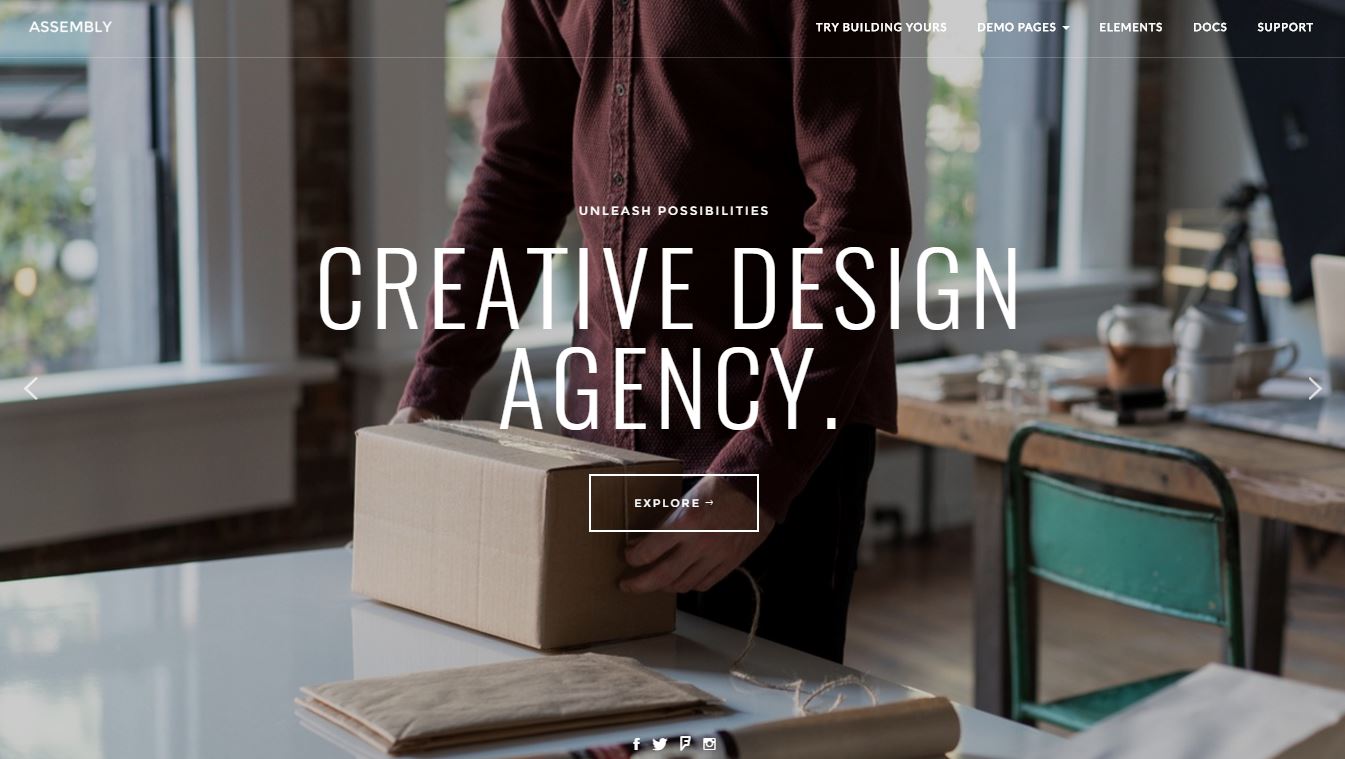 ASSEMBLY
TRY BUILDING YOURS DEMO PAGES ELEMENTS DOCS SUPPORT
UNLEASH POSSIBILITIES
CREATIVE DESIGN
AGENCY.
EXPLORE →